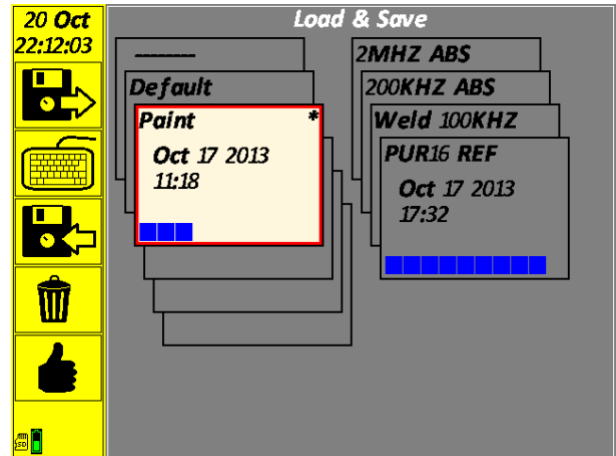 20 Oct
22:12:03
Load & Save
--------
Default
Paint *
Oct 17 2013
11:18
2MHZ ABS
200KHZ ABS
Weld 100KHZ
PUR16 REF
Oct 17 2013
17:32
SD